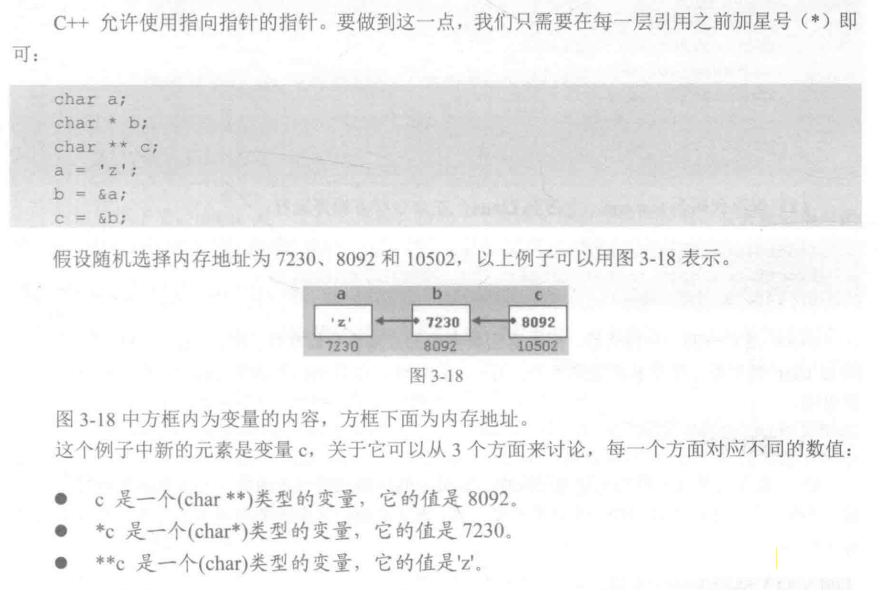 C++ 允许使用指向指针的指针。要做到这一点，我们只需要在每一层引用之前加星号（*）即
可：
char a;
char * b;
char ** c;
a = 'z';
b = &a;
c = &b;
假设随机选择内存地址为 7230、8092 和 10502，以上例子可以用图 3-18 表示。
a b c
'z' 7230 8092
7230 8092 10502
图 3-18
图 3-18 中方框内为变量的内容，方框下面为内存地址。
这个例子中新的元素是变量 c，关于它可以从 3 个方面来讨论，每一个方面对应不同的数值：
● c 是一个(char **)类型的变量，它的值是 8092。
● *c 是一个(char*)类型的变量，它的值是 7230。
● **c 是一个(char)类型的变量，它的值是'z'。